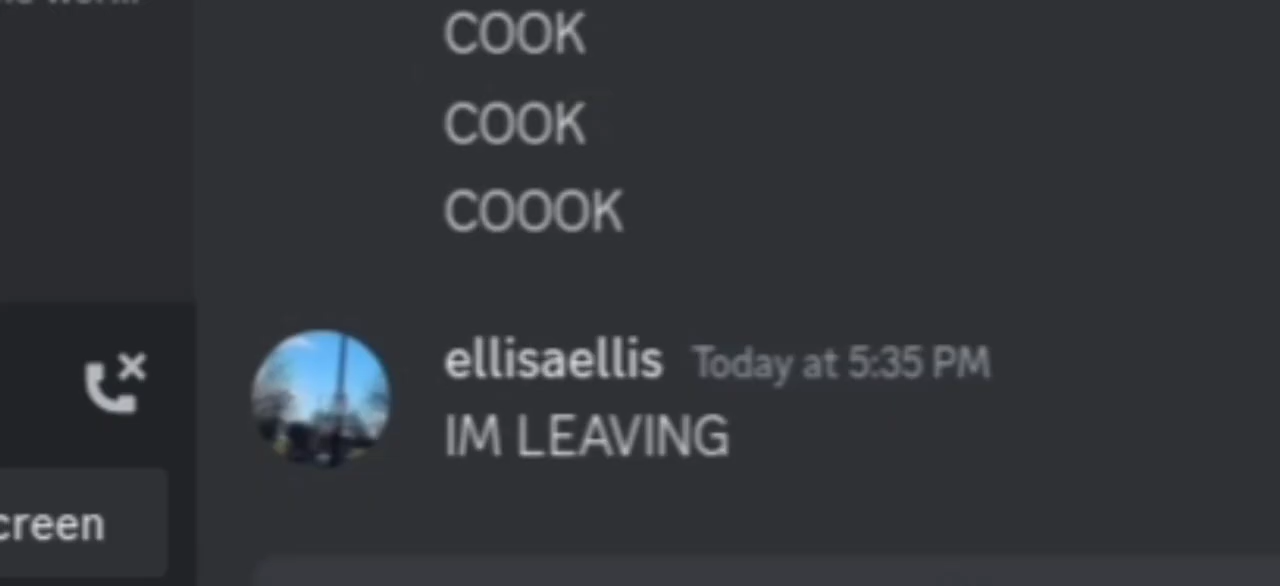 COOK
COOK
COOOK
ellisaellis Today at 5:35 PM
IM LEAVING
creen